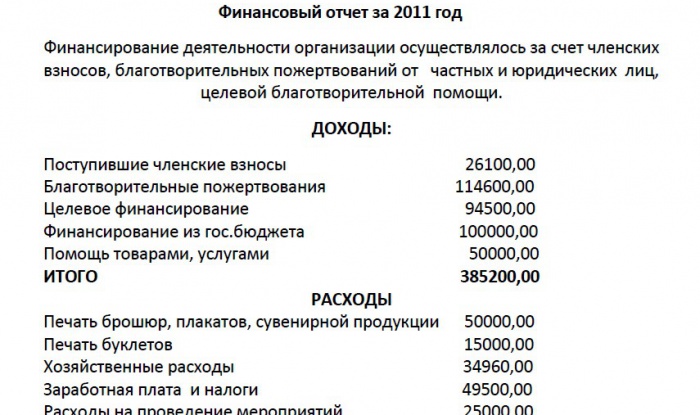 Финансовый отчет за 2011 год
Финансирование деятельности организации осуществлялось за счет членских
взносов, благотворительных пожертвований от частных и юридических лиц,
целевой благотворительной помощи.
ДОХОДЫ:
Поступившие членские взносы 26100,00
Благотворительные пожертвования 114600,00
Целевое финансирование 94500,00
Финансирование из гос.бюджета 100000,00
Помощь товарами, услугами 50000,00
ИТОГО 385200,00
РАСХОДЫ
Печать брошюр, плакатов, сувенирной продукции 50000,00
Печать буклетов 15000,00
Хозяйственные расходы 34960,00
Заработная плата и налоги 49500,00
Расходы на проведение мероприятий 25000,00